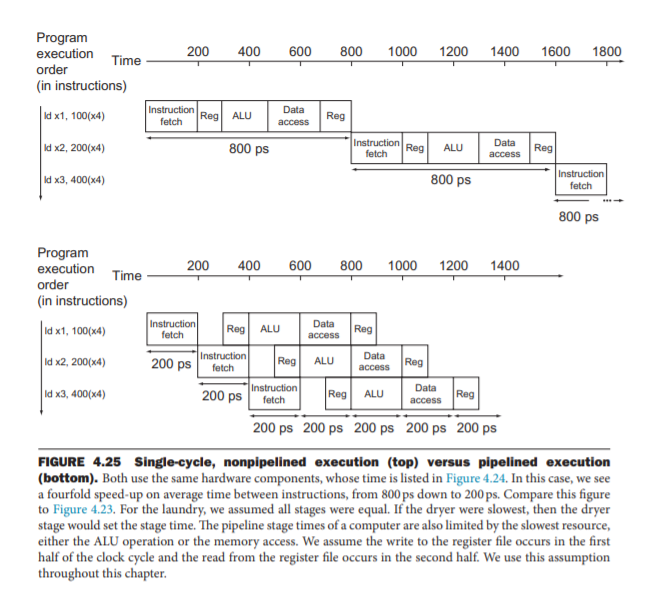 Program
execution
order
(in instructions)
Time
200 400 600 800 1000 1200 1400 1600 1800
ld x1, 100(x4)
Instruction fetch Reg ALU Data access Reg
800 ps
ld x2, 200(x4)
Instruction fetch Reg ALU Data access Reg
800 ps
ld x3, 400(x4)
Instruction fetch
...
800 ps
Program
execution
order
(in instructions)
Time
200 400 600 800 1000 1200 1400
ld x1, 100(x4)
Instruction fetch Reg ALU Data access Reg
ld x2, 200(x4)
200 ps Instruction fetch Reg ALU Data access Reg
ld x3, 400(x4)
200 ps Instruction fetch Reg ALU Data access Reg
200 ps 200 ps 200 ps 200 ps 200 ps
FIGURE 4.25 Single-cycle, nonpipelined execution (top) versus pipelined execution
(bottom). Both use the same hardware components, whose time is listed in Figure 4.24. In this case, we see
a fourfold speed-up on average time between instructions, from 800 ps down to 200 ps. Compare this figure
to Figure 4.23. For the laundry, we assumed all stages were equal. If the dryer were slowest, then the dryer
stage would set the stage time. The pipeline stage times of a computer are also limited by the slowest resource,
either the ALU operation or the memory access. We assume the write to the register file occurs in the first
half of the clock cycle and the read from the register file occurs in the second half. We use this assumption
throughout this chapter.